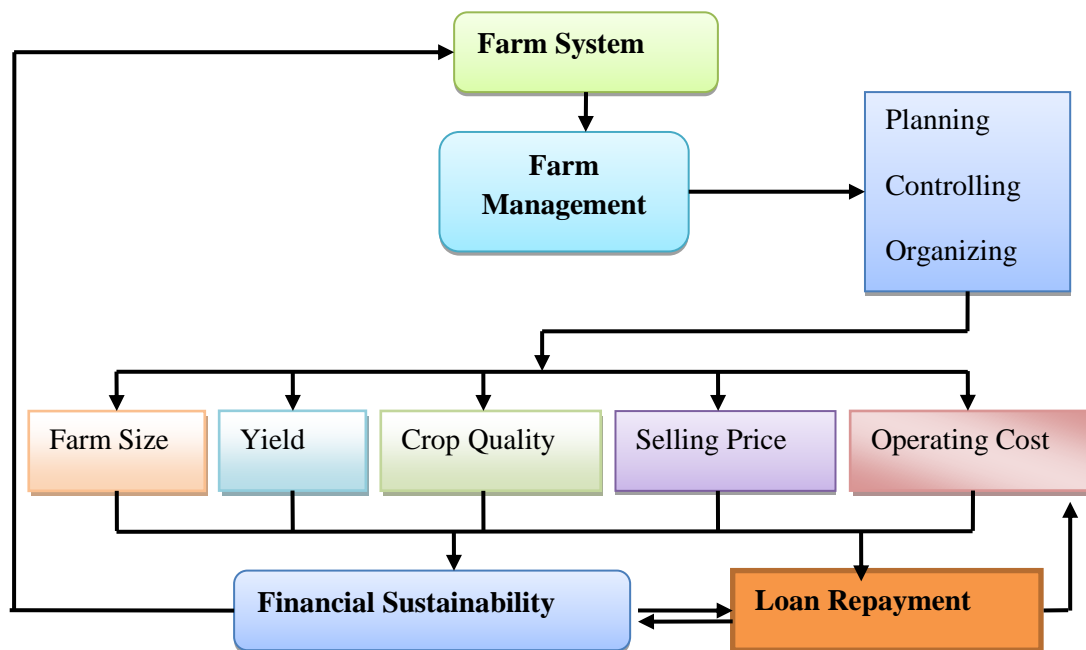 Farm System
Farm
Management
Planning
Controlling
Organizing
Farm Size
Yield
Crop Quality
Selling Price
Operating Cost
Financial Sustainability
Loan Repayment